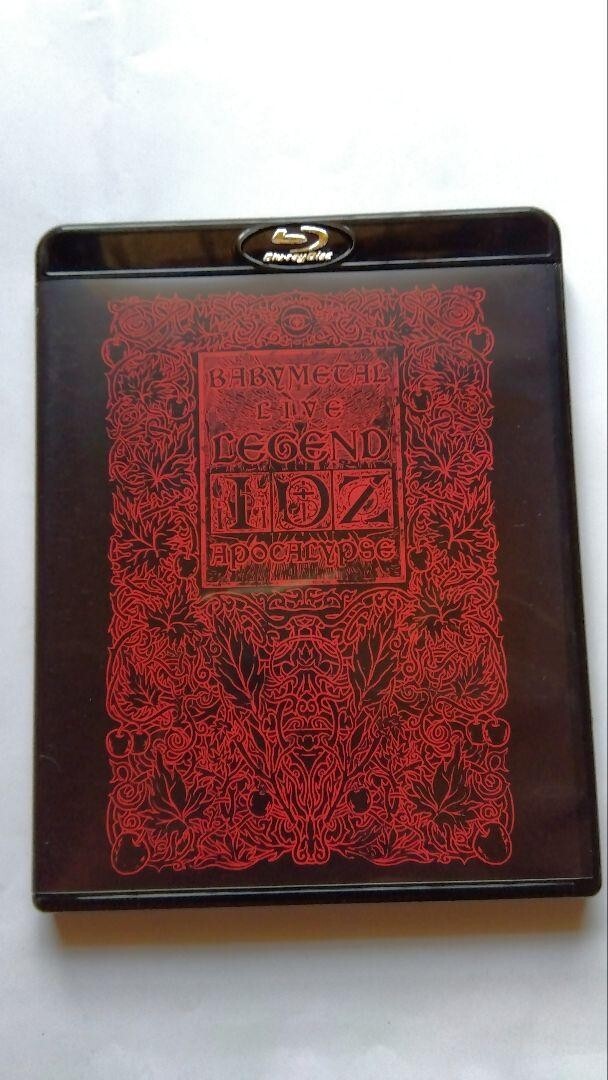 Blu-ray Disc
BABYMETAL
LIVE
LEGEND
I D Z
APOCALYPSE